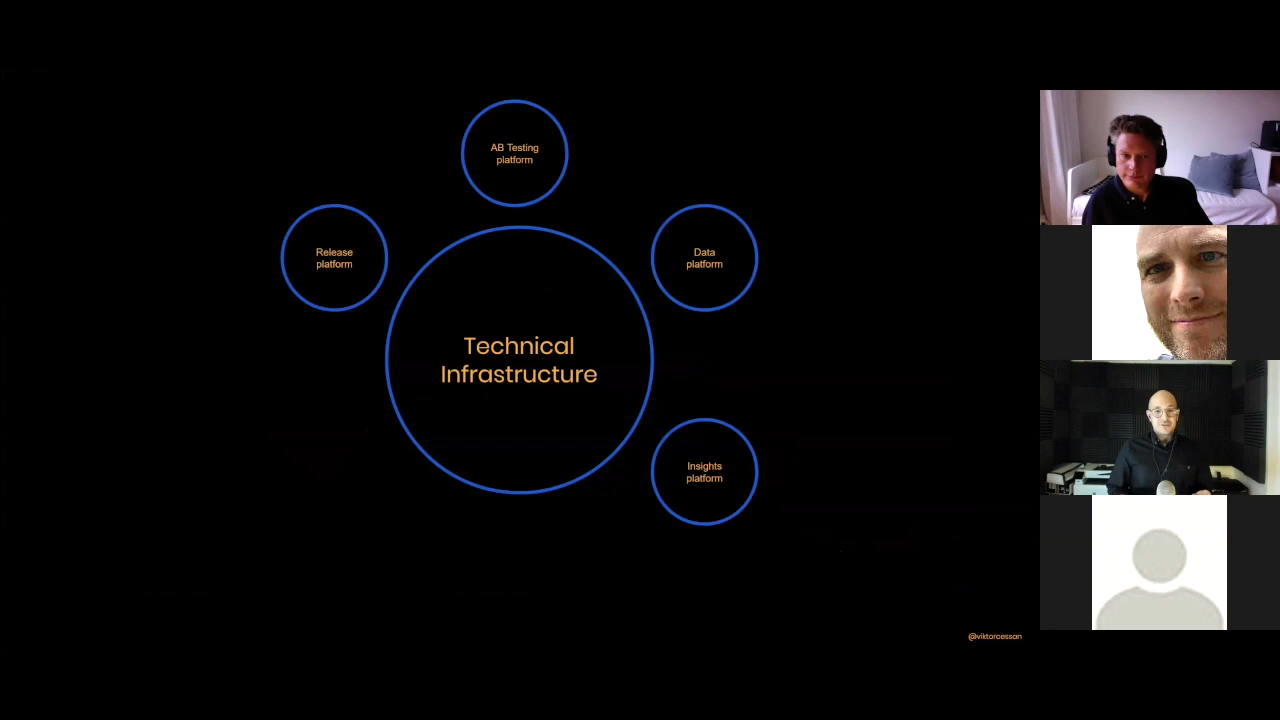 AB Testing
platform
Release
platform
Data
platform
Technical
Infrastructure
Insights
platform
@viktorcessan